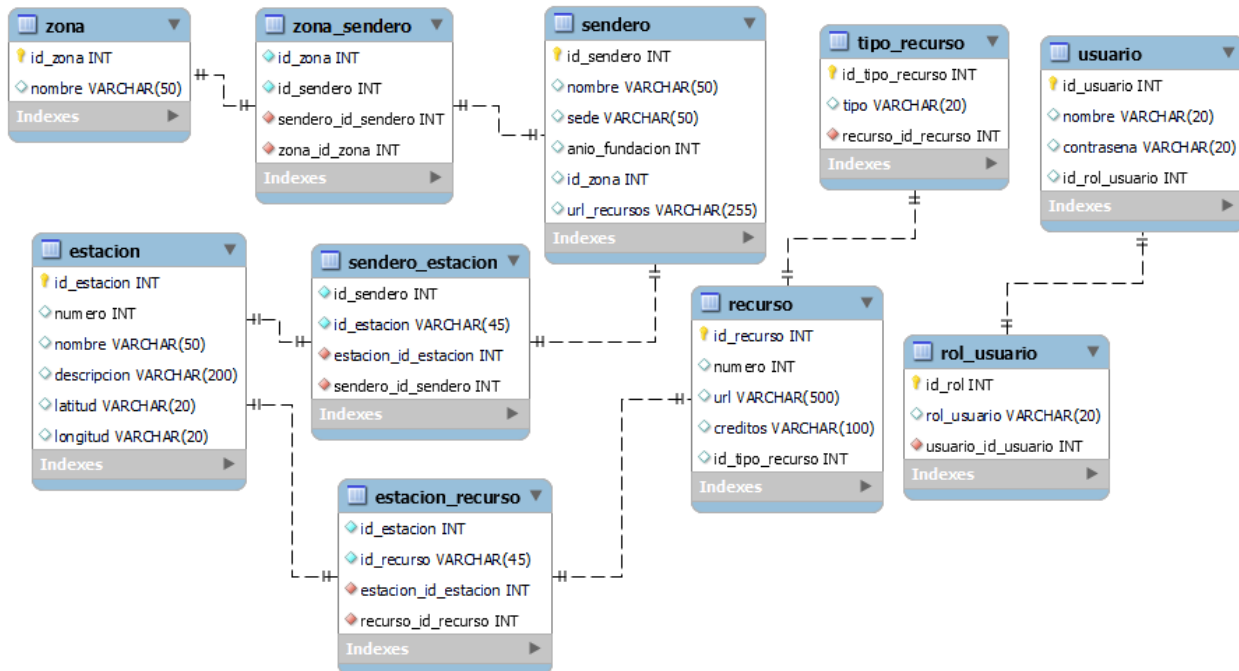 zona
id_zona INT
nombre VARCHAR(50)
Indexes
zona_sendero
id_zona INT
id_sendero INT
sendero_id_sendero INT
zona_id_zona INT
Indexes
sendero
id_sendero INT
nombre VARCHAR(50)
sede VARCHAR(50)
anio_fundacion INT
id_zona INT
url_recursos VARCHAR(255)
Indexes
tipo_recurso
id_tipo_recurso INT
tipo VARCHAR(20)
recurso_id_recurso INT
Indexes
usuario
id_usuario INT
nombre VARCHAR(20)
contrasena VARCHAR(20)
id_rol_usuario INT
Indexes
estacion
id_estacion INT
numero INT
nombre VARCHAR(50)
descripcion VARCHAR(200)
latitud VARCHAR(20)
longitud VARCHAR(20)
Indexes
sendero_estacion
id_sendero INT
id_estacion VARCHAR(45)
estacion_id_estacion INT
sendero_id_sendero INT
Indexes
recurso
id_recurso INT
numero INT
url VARCHAR(500)
creditos VARCHAR(100)
id_tipo_recurso INT
Indexes
rol_usuario
id_rol INT
rol_usuario VARCHAR(20)
usuario_id_usuario INT
Indexes
estacion_recurso
id_estacion INT
id_recurso VARCHAR(45)
estacion_id_estacion INT
recurso_id_recurso INT
Indexes